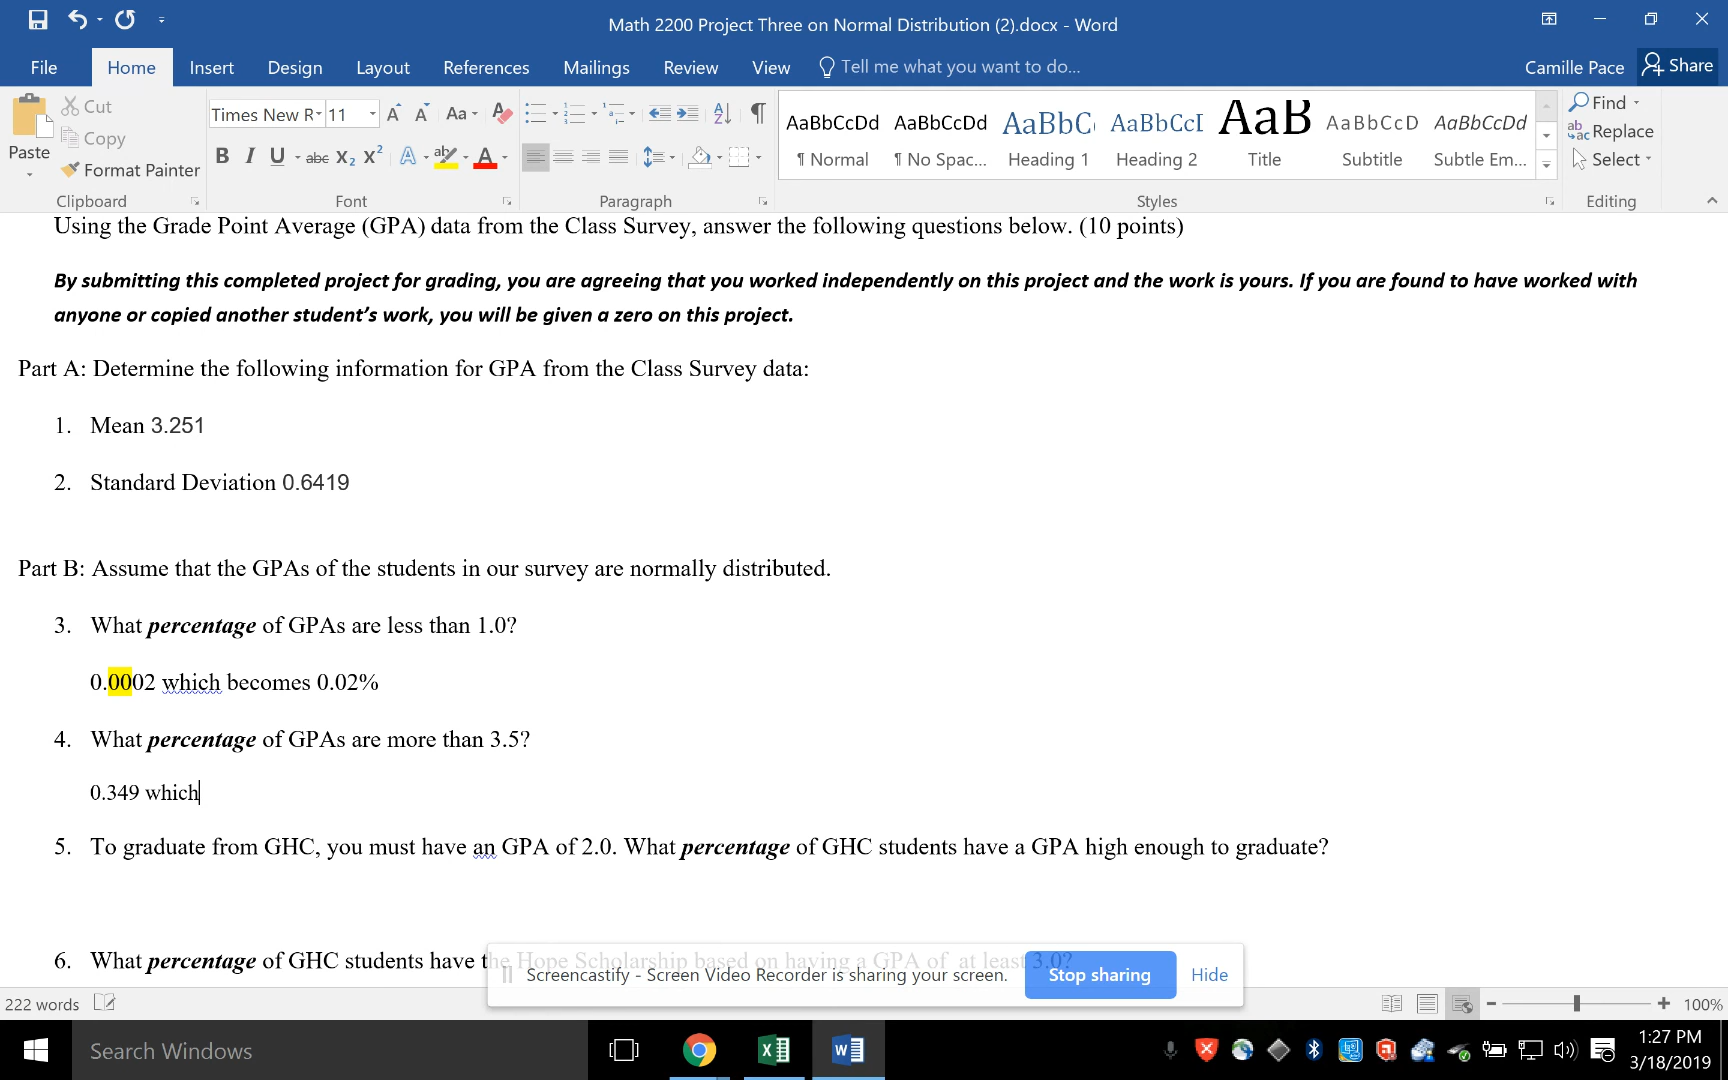 Math 2200 Project Three on Normal Distribution (2).docx - Word
File Home Insert Design Layout References Mailings Review View Tell me what you want to do... Camille Pace Share
Paste Cut Copy Format Painter
Clipboard
Times New R 11
Font
Paragraph
AaBbCcDd AaBbCcDd AaBbC AaBbCcI AaB AaBbCcD AaBbCcDd
¶ Normal ¶ No Spac... Heading 1 Heading 2 Title Subtitle Subtle Em...
Styles
Find
Replace
Select
Editing
Using the Grade Point Average (GPA) data from the Class Survey, answer the following questions below. (10 points)
By submitting this completed project for grading, you are agreeing that you worked independently on this project and the work is yours. If you are found to have worked with
anyone or copied another student's work, you will be given a zero on this project.
Part A: Determine the following information for GPA from the Class Survey data:
1. Mean 3.251
2. Standard Deviation 0.6419
Part B: Assume that the GPAs of the students in our survey are normally distributed.
3. What percentage of GPAs are less than 1.0?
0.0002 which becomes 0.02%
4. What percentage of GPAs are more than 3.5?
0.349 which
5. To graduate from GHC, you must have an GPA of 2.0. What percentage of GHC students have a GPA high enough to graduate?
6. What percentage of GHC students have the Hope Scholarship based on having a GPA of at least 3.0?
Screencastify - Screen Video Recorder is sharing your screen. Stop sharing Hide
222 words 100%
Search Windows
1:27 PM
3/18/2019